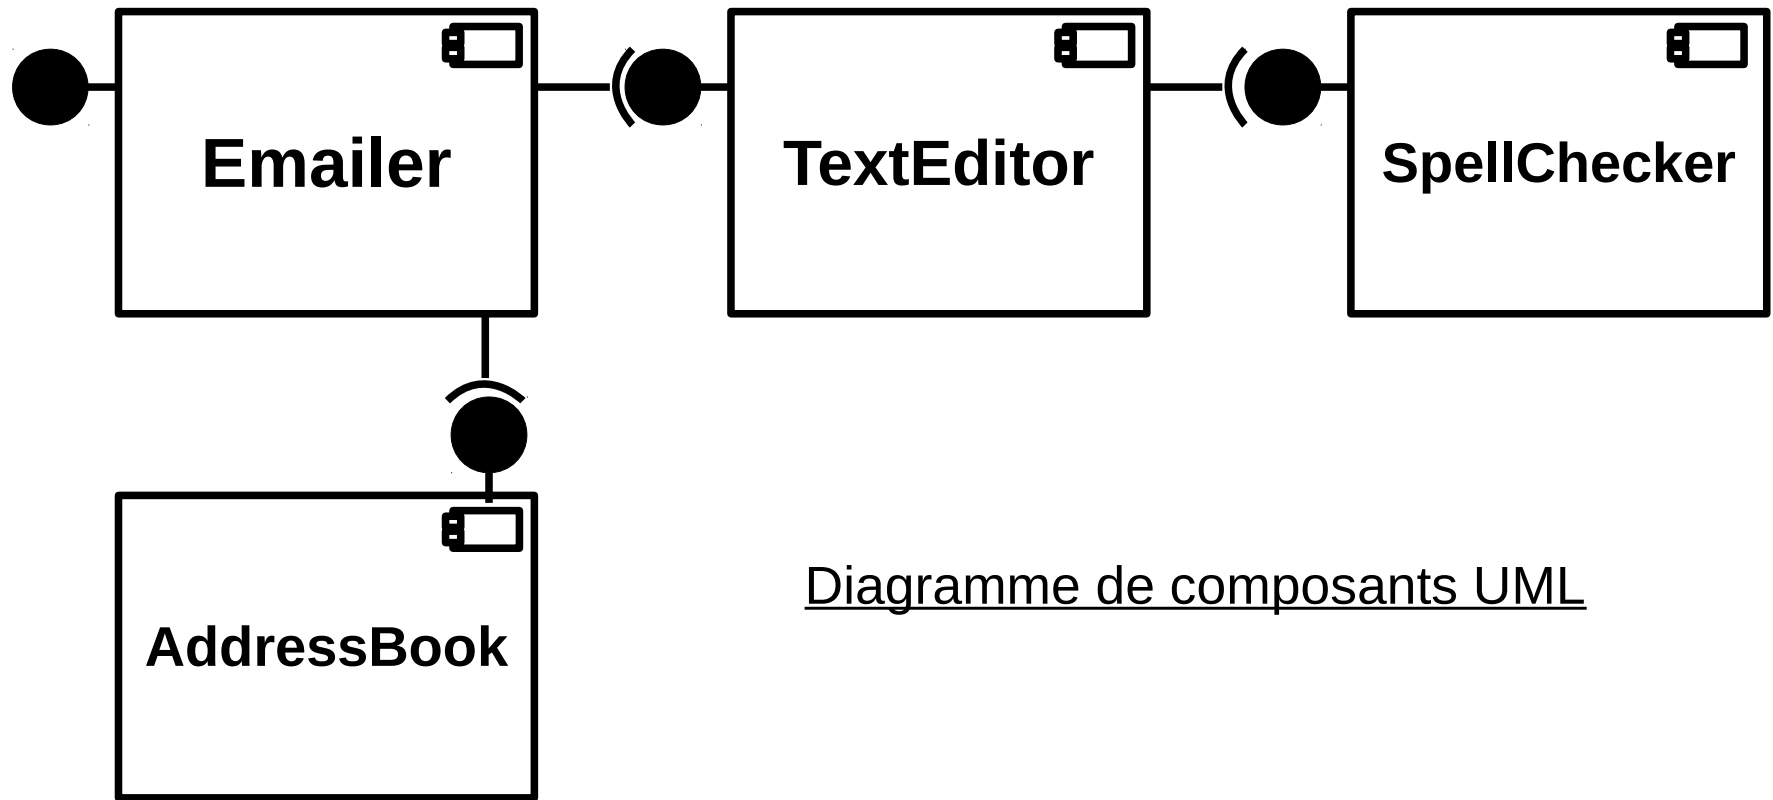 Emailer
TextEditor
SpellChecker
AddressBook
Diagramme de composants UML